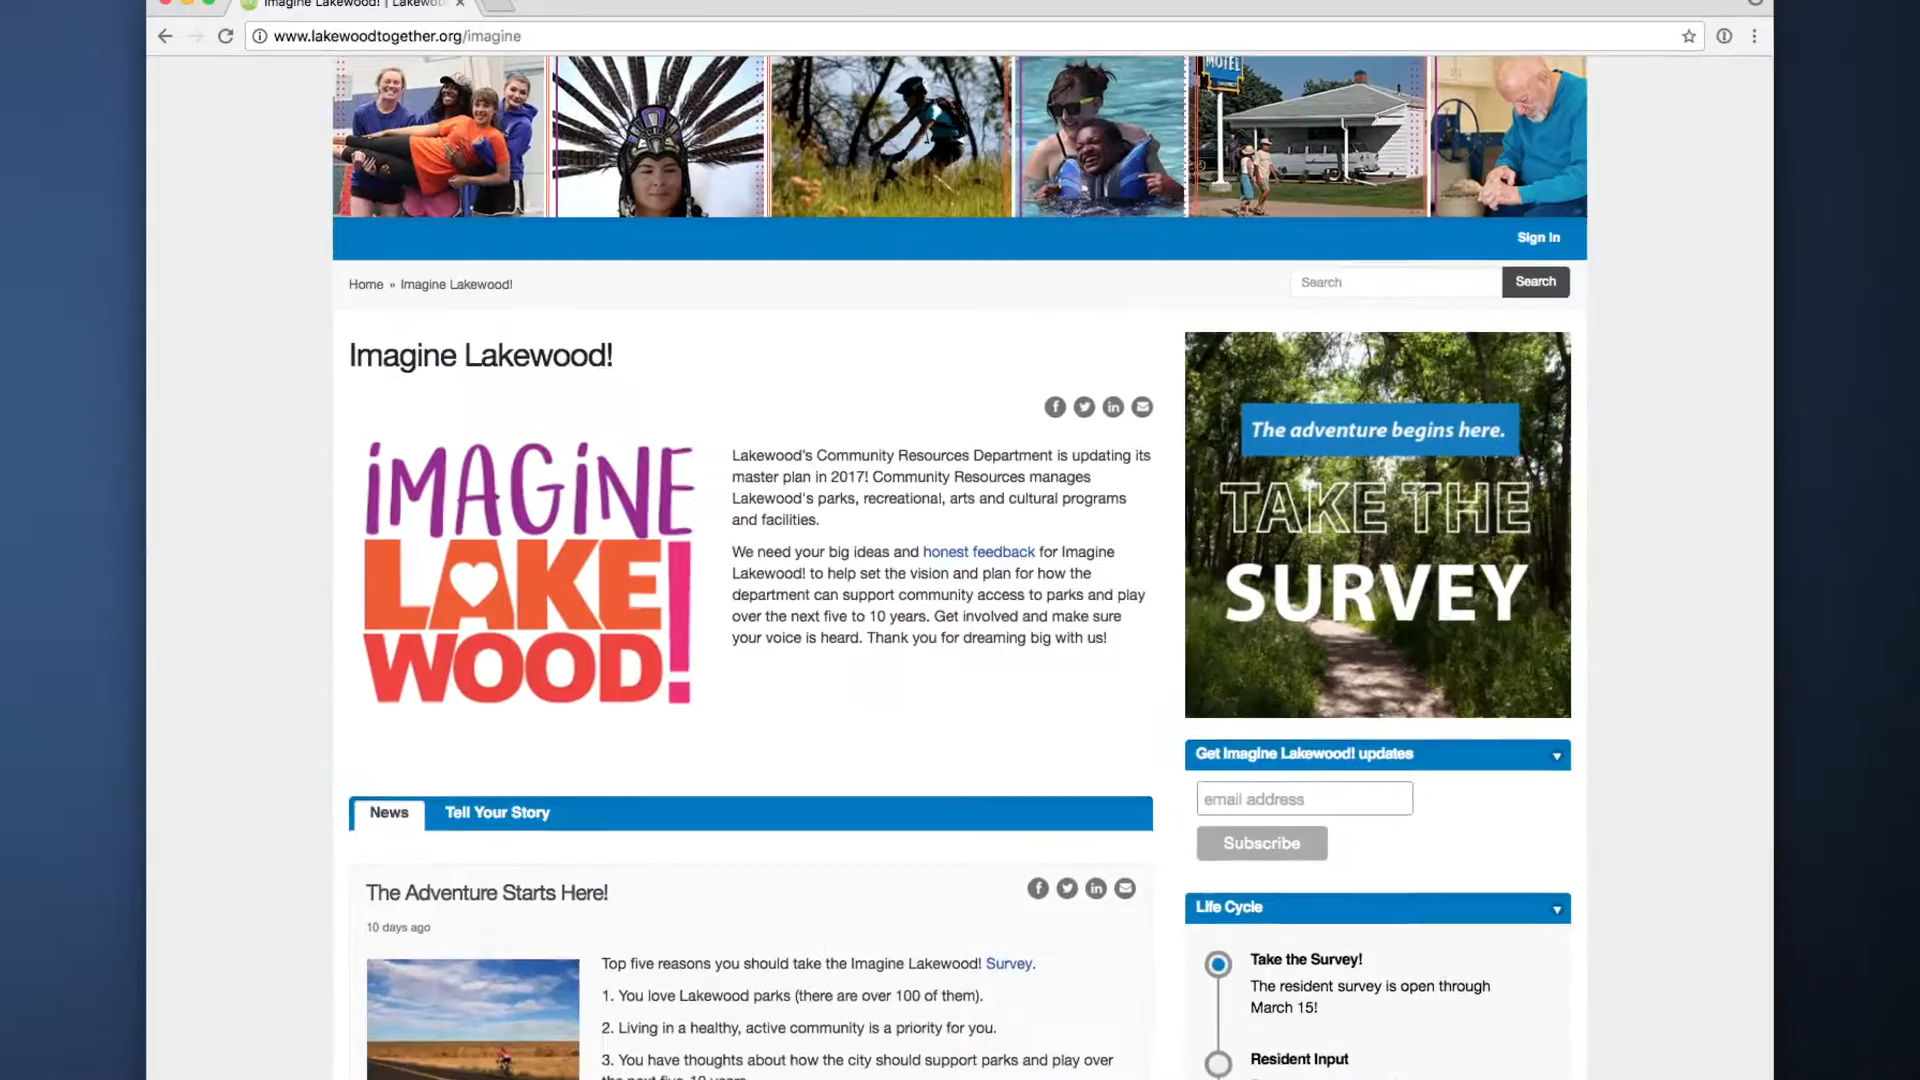 Imagine Lakewood! | Lakewoo
www.lakewoodtogether.org/imagine
MOTEL
Sign In
Home » Imagine Lakewood!
Search
Search
Imagine Lakewood!
iMAGiNE
LAKE
WOOD!
Lakewood's Community Resources Department is updating its
master plan in 2017! Community Resources manages
Lakewood's parks, recreational, arts and cultural programs
and facilities.
We need your big ideas and honest feedback for Imagine
Lakewood! to help set the vision and plan for how the
department can support community access to parks and play
over the next five to 10 years. Get involved and make sure
your voice is heard. Thank you for dreaming big with us!
The adventure begins here.
TAKE THE
SURVEY
Get Imagine Lakewood! updates
email address
Subscribe
News
Tell Your Story
The Adventure Starts Here!
10 days ago
Top five reasons you should take the Imagine Lakewood! Survey.
1. You love Lakewood parks (there are over 100 of them).
2. Living in a healthy, active community is a priority for you.
3. You have thoughts about how the city should support parks and play over
the next five-10 years.
Life Cycle
Take the Survey!
The resident survey is open through
March 15!
Resident Input